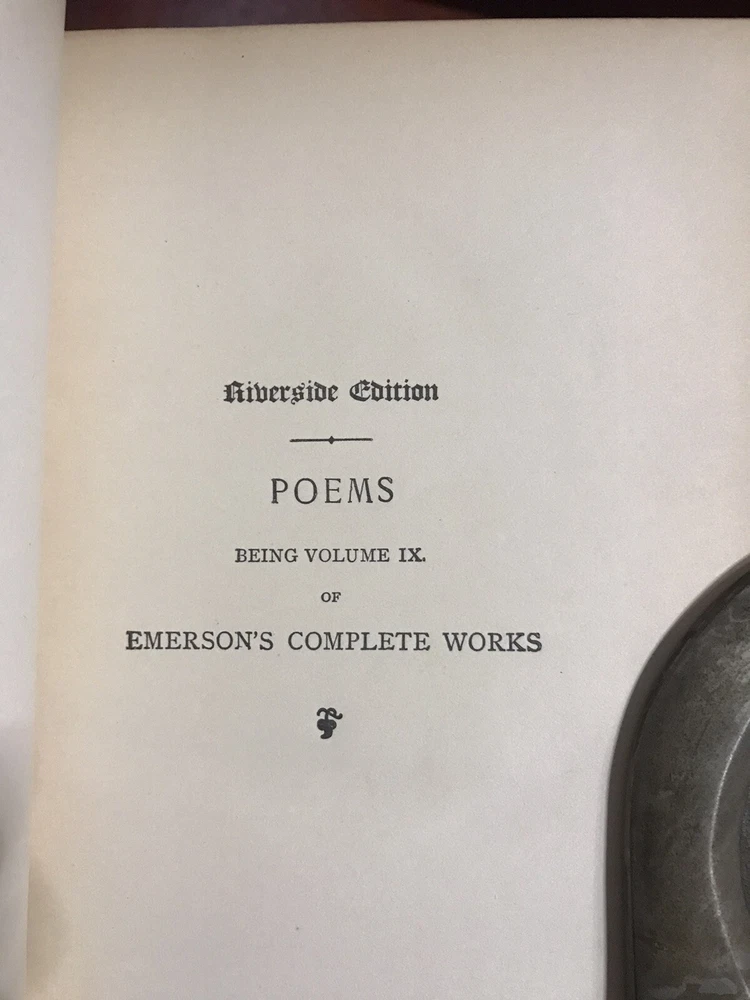 Riverside Edition
POEMS
BEING VOLUME IX.
OF
EMERSON'S COMPLETE WORKS